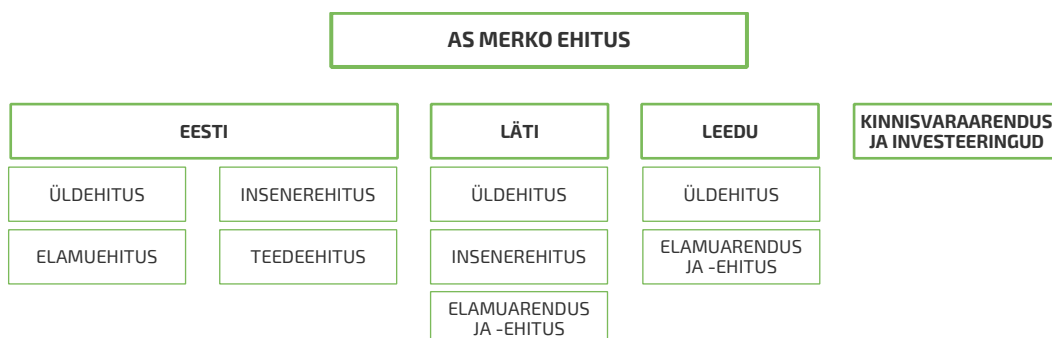 AS MERKO EHITUS
EESTI
LÄTI
LEEDU
KINNISVARAARENDUS
JA INVESTEERINGUD
ÜLDEHITUS
INSENEREHITUS
ÜLDEHITUS
ÜLDEHITUS
ELAMUEHITUS
TEEDEEHITUS
INSENEREHITUS
ELAMUARENDUS
JA -EHITUS
ELAMUARENDUS
JA -EHITUS